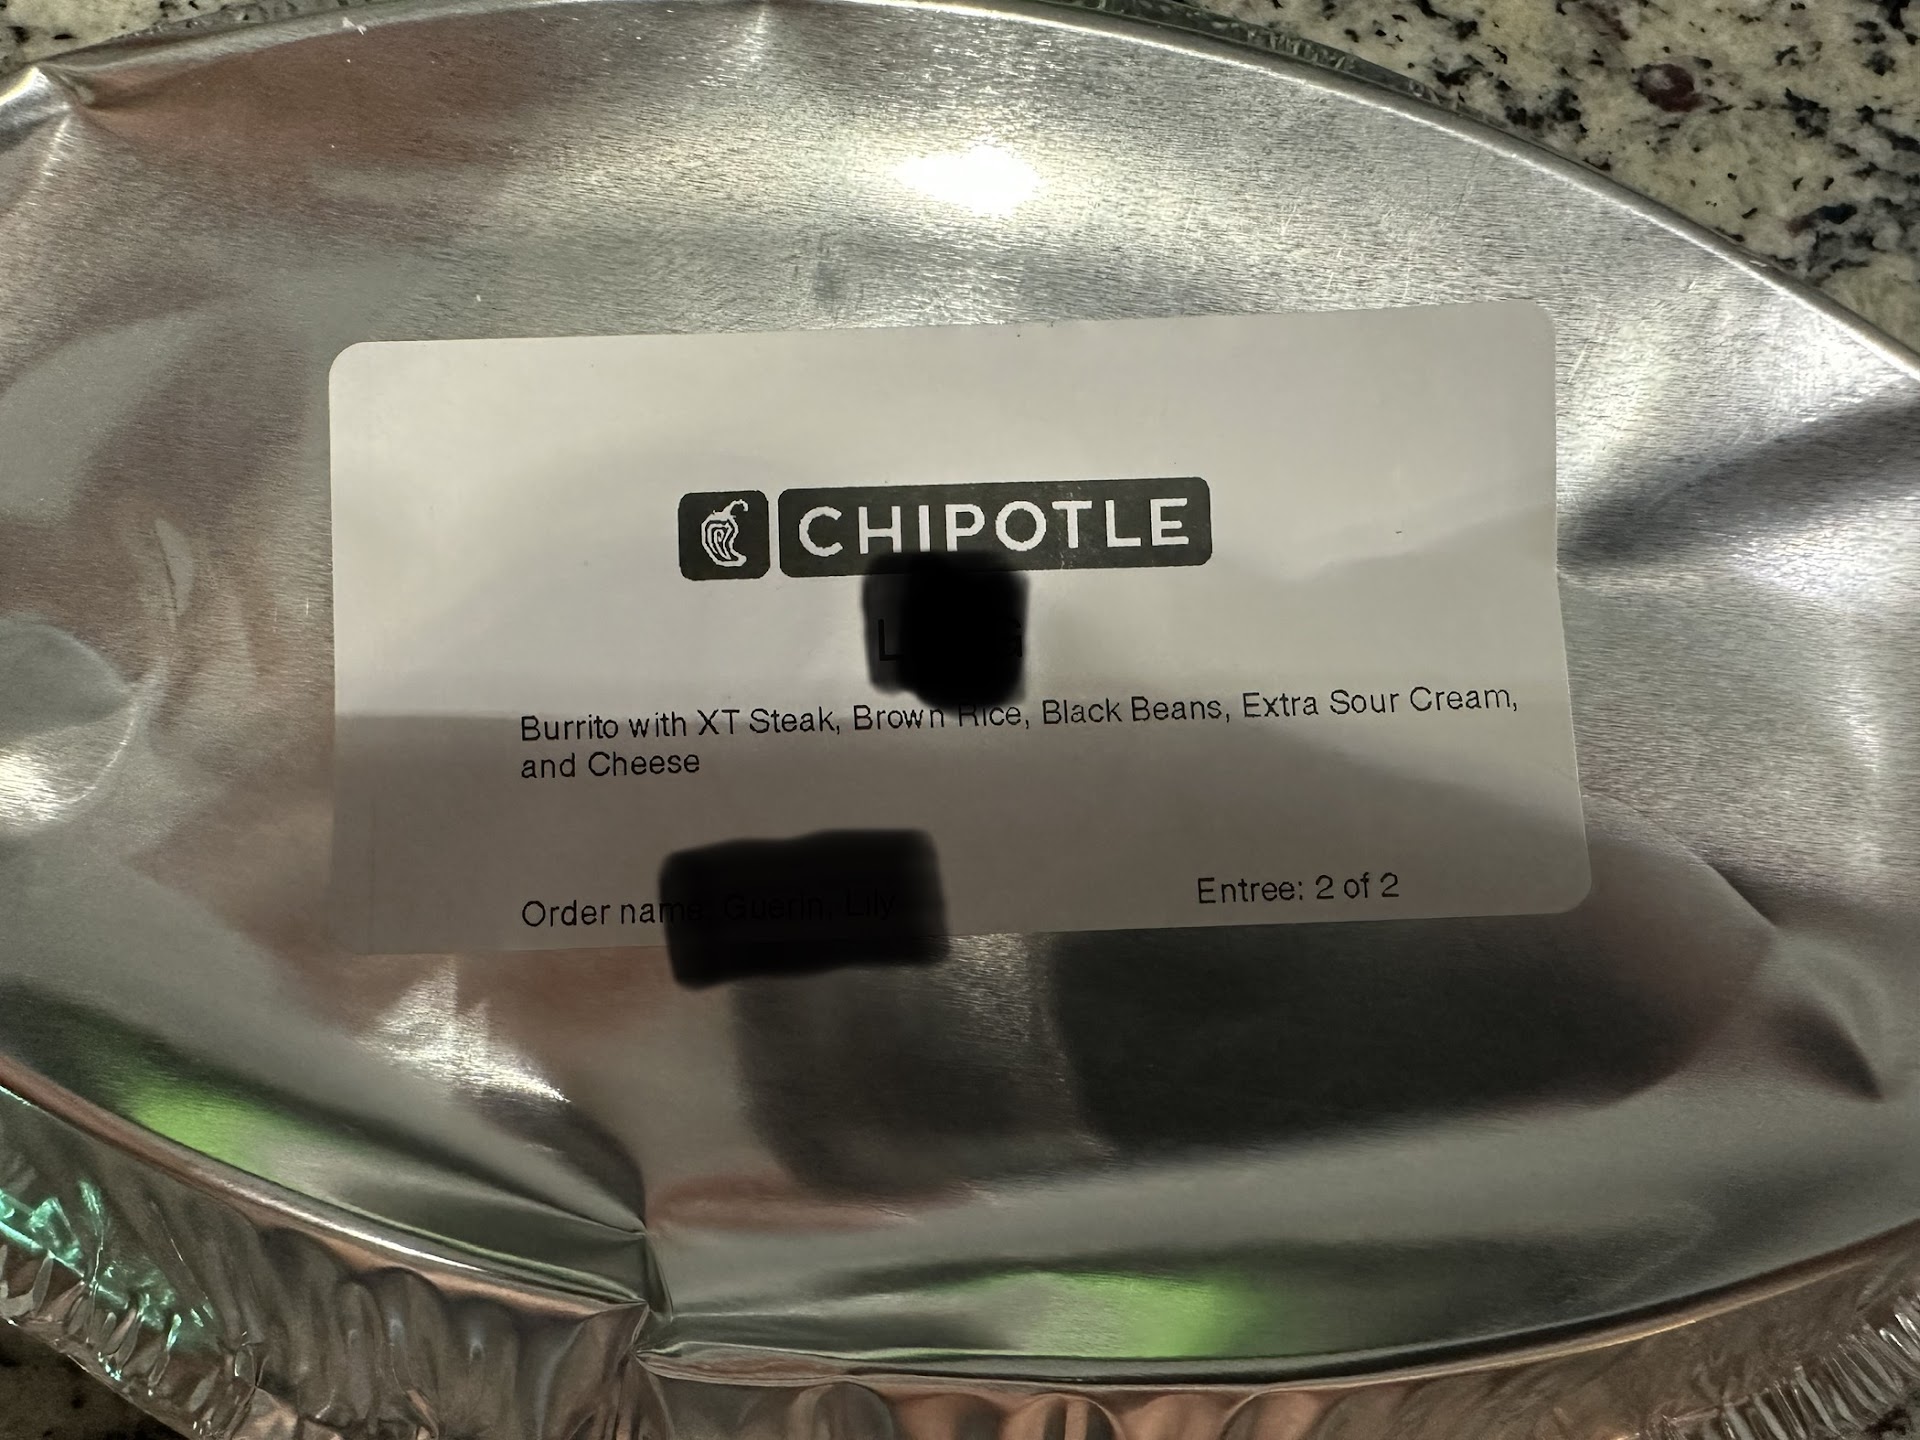 CHIPOTLE
Burrito with XT Steak, Brown Rice, Black Beans, Extra Sour Cream,
and Cheese
Order name:
Entree: 2 of 2